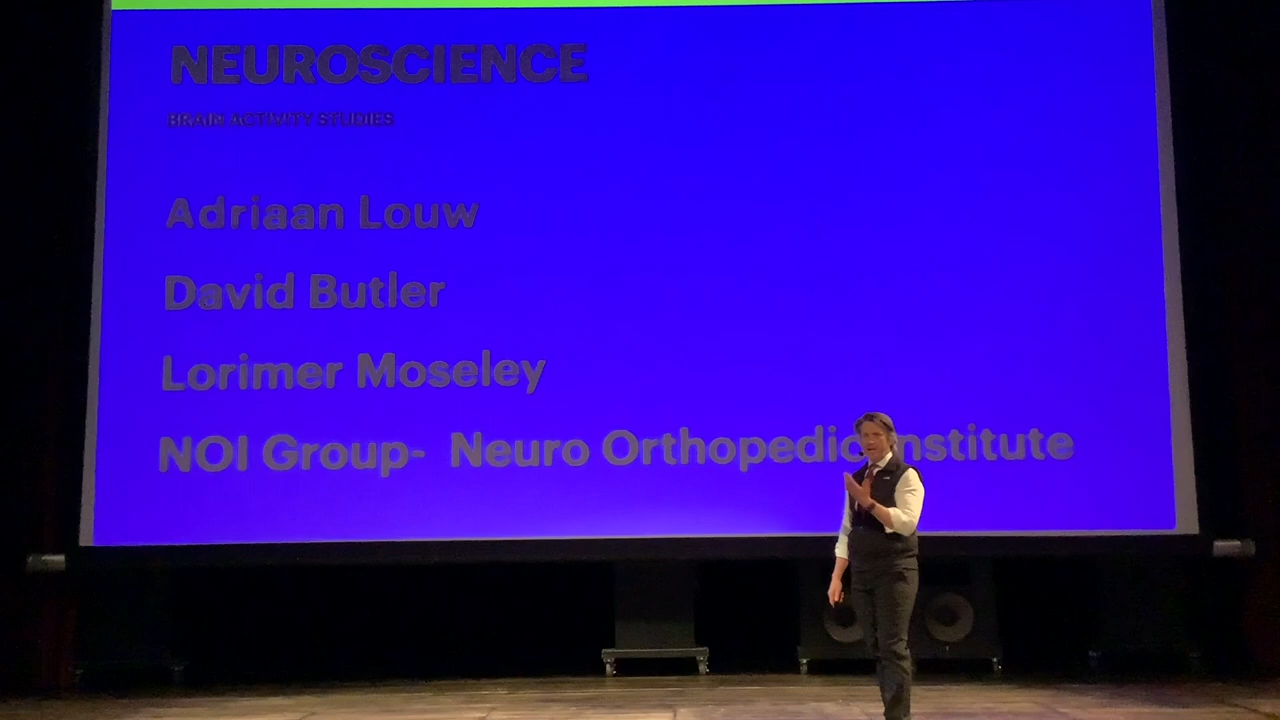 NEUROSCIENCE
BRAIN ACTIVITY STUDIES
Adriaan Louw
David Butler
Lorimer Moseley
NOI Group- Neuro Orthopedic Institute